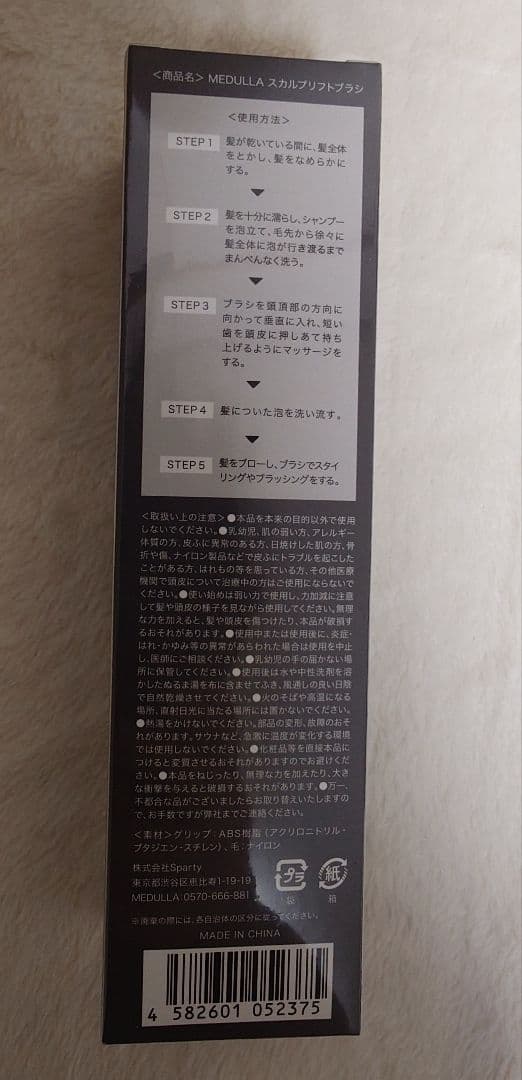 ＜商品名＞ MEDULLA スカルプリフトブラシ
＜使用方法＞
STEP 1 髪が乾いている間に、髪全体
をとかし、髪をなめらかに
する。
STEP 2 髪を十分に濡らし、シャンプー
を泡立て、毛先から徐々に
髪全体に泡が行き渡るまで
まんべんなく洗う。
STEP 3 ブラシを頭頂部の方向に
向かって垂直に入れ、短い
歯を頭皮に押しあて持ち
上げるようにマッサージを
する。
STEP 4 髪についた泡を洗い流す。
STEP 5 髪をブローし、ブラシでスタイ
リングやブラッシングをする。
＜取扱い上の注意＞●本品を本来の目的以外で使用
しないでください。●乳幼児、肌の弱い方、アレルギー
体質の方、皮ふに異常のある方、日焼けした肌の方、骨
折や傷、ナイロン製品などで皮ふにトラブルを起こした
ことがある方、はれもの等を患っている方、その他医療
機関で頭皮について治療中の方はご使用にならないで
ください。●使い始めは弱い力で使用し、力加減に注意
して髪や頭皮の様子を見ながら使用してください。無理
な力を加えると、髪や頭皮を傷つけたり、本品が破損す
るおそれがあります。●使用中または使用後に、炎症・
はれ・かゆみ等の異常があらわれた場合は使用を中止
し、医師にご相談ください。●乳幼児の手の届かない場
所に保管してください。●使用後は水や中性洗剤を溶
かしたぬるま湯を布に含ませてふき、風通しの良い日陰
で自然乾燥させてください。●火のそばや高温になる
場所、直射日光に当たる場所には置かないでください。
●熱湯をかけないでください。部品の変形、故障のおそ
れがあります。サウナなど、急激に温度が変化する環境
では使用しないでください。●化粧品等を直接本品に
つけると変質させるおそれがありますのでお避けくだ
さい。●本品をねじったり、無理な力を加えたり、大き
な衝撃を与えると破損するおそれがあります。●万一、
不都合な品がございましたらお取り替えいたしますの
で、お手数ですが弊社までご連絡ください。
＜素材＞グリップ：ABS樹脂（アクリロニトリル・
ブタジエン・スチレン）、毛：ナイロン
株式会社Sparty
東京都渋谷区恵比寿1-19-19
MEDULLA：0570-666-881
プラ
袋
紙
箱
※廃棄の際には、各自治体の区分に従ってください。
MADE IN CHINA
4 582601 052375